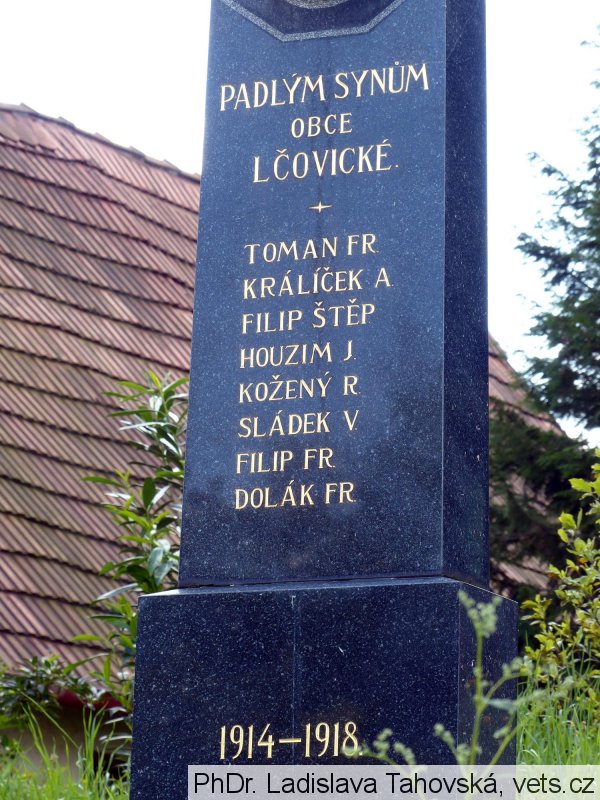 PADLÝM SYNŮM
OBCE
LČOVICKÉ.
TOMAN FR.
KRÁLÍČEK A.
FILIP ŠTĚP.
HOUZIM J.
KOŽENÝ R.
SLÁDEK V.
FILIP FR.
DOLÁK FR.
1914–1918.
PhDr. Ladislava Tahovská, vets.cz